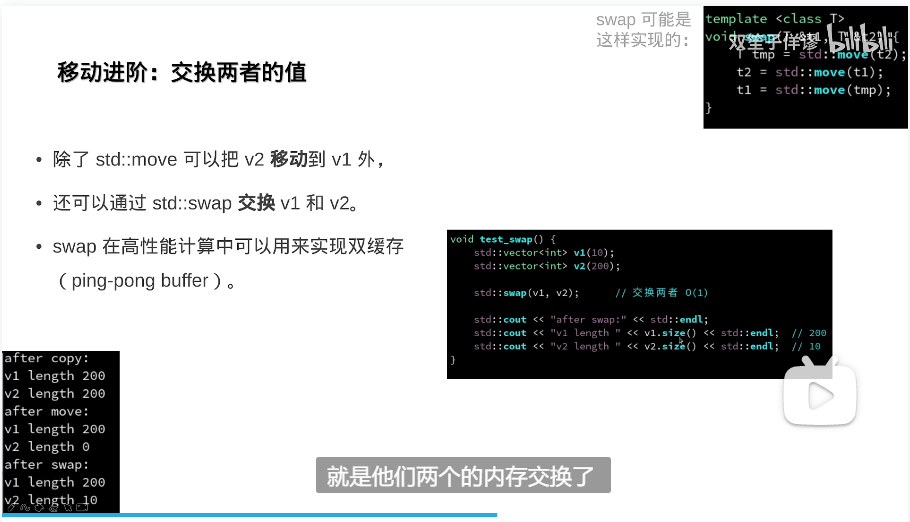 swap 可能是
这样实现的：
template <class T>
void swap(T &t1, T &t2) {
T tmp = std::move(t2);
t2 = std::move(t1);
t1 = std::move(tmp);
}
双笙子佯谬 bilibili
移动进阶：交换两者的值
• 除了 std::move 可以把 v2 移动到 v1 外，
• 还可以通过 std::swap 交换 v1 和 v2。
• swap 在高性能计算中可以用来实现双缓存
（ping-pong buffer）。
void test_swap() {
std::vector<int> v1(10);
std::vector<int> v2(200);
std::swap(v1, v2); // 交换两者 O(1)
std::cout << "after swap:" << std::endl;
std::cout << "v1 length " << v1.size() << std::endl; // 200
std::cout << "v2 length " << v2.size() << std::endl; // 10
}
after copy:
v1 length 200
v2 length 200
after move:
v1 length 200
v2 length 0
after swap:
v1 length 200
v2 length 10
就是他们两个的内存交换了